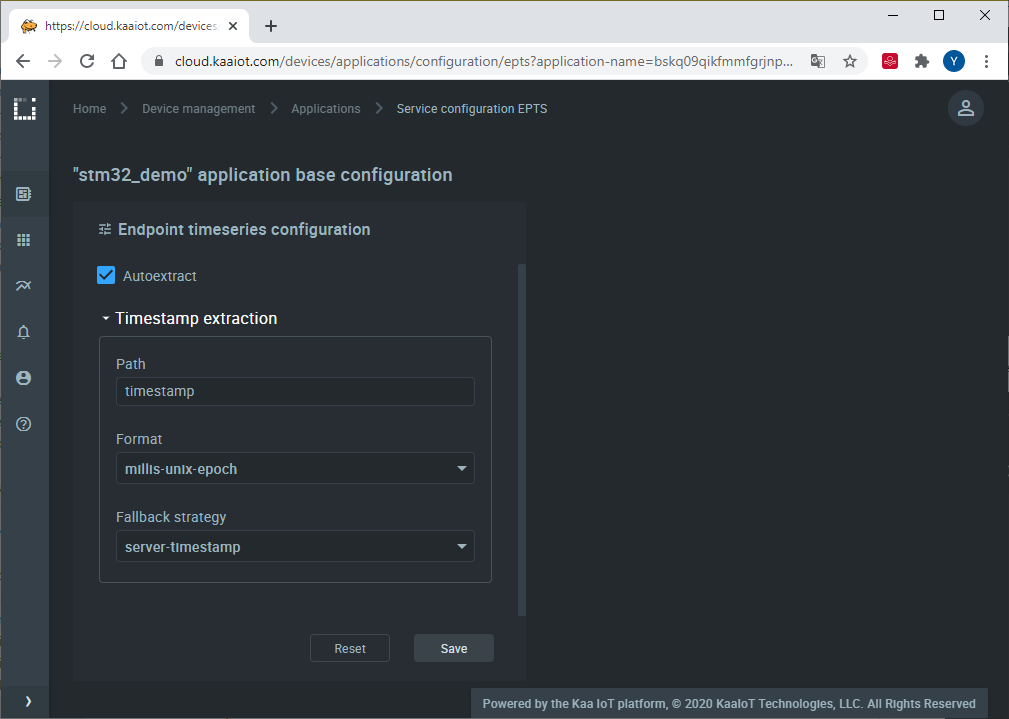 https://cloud.kaaiot.com/devices
cloud.kaaiot.com/devices/applications/configuration/epts?application-name=bskq09qikfmmfgrjnp...
Y
Home
Device management
Applications
Service configuration EPTS
"stm32_demo" application base configuration
Endpoint timeseries configuration
Autoextract
Timestamp extraction
Path
timestamp
Format
millis-unix-epoch
Fallback strategy
server-timestamp
Reset
Save
Powered by the Kaa IoT platform, © 2020 KaaIoT Technologies, LLC. All Rights Reserved